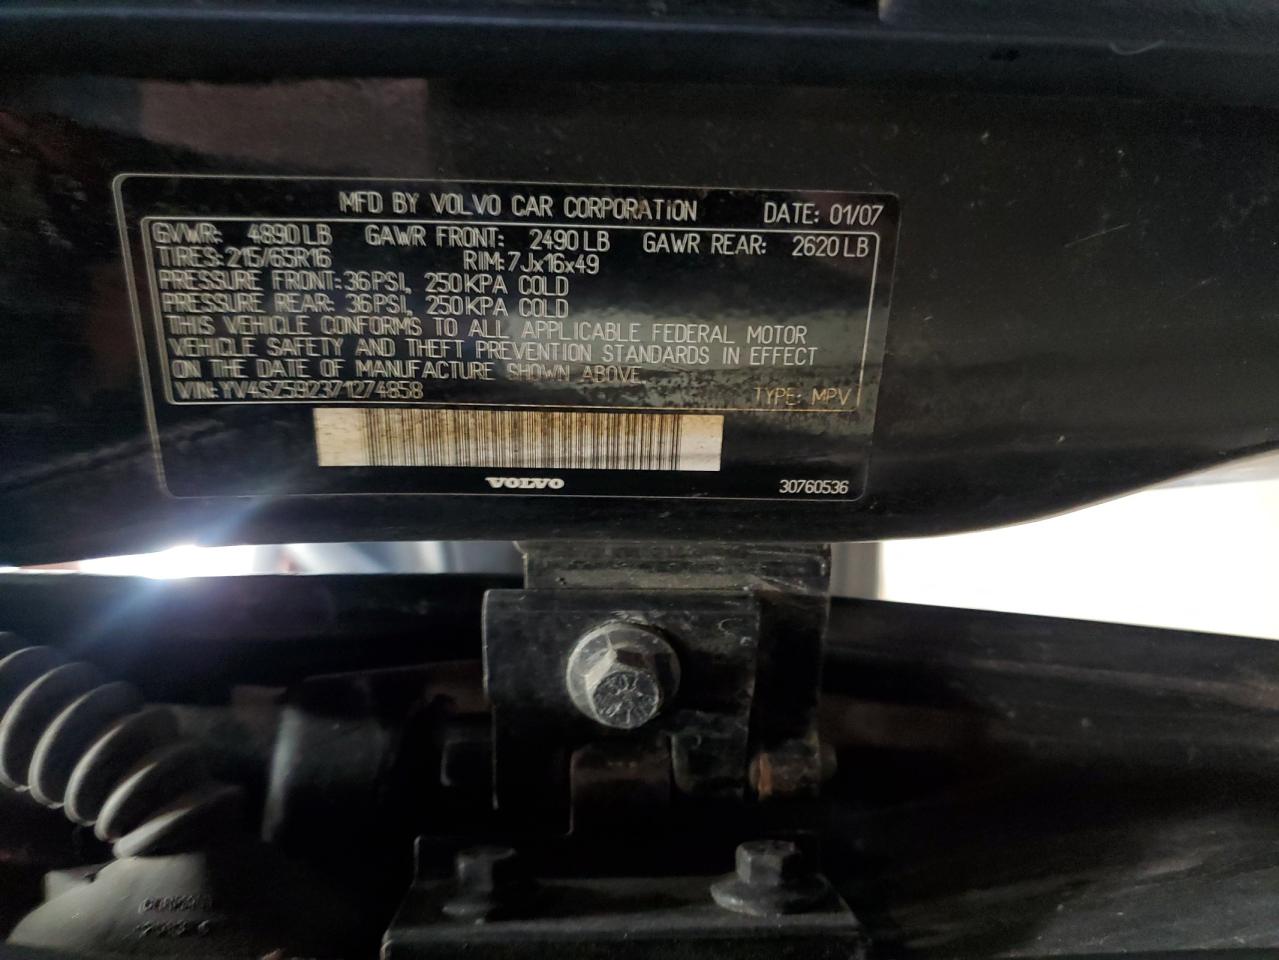 MFD BY VOLVO CAR CORPORATION DATE: 01/07
GVWR: 4890 LB GAWR FRONT: 2490 LB GAWR REAR: 2620 LB
TIRES: 215/65R16 RIM: 7Jx16x49
PRESSURE FRONT: 36 PSI, 250 KPA COLD
PRESSURE REAR: 36 PSI, 250 KPA COLD
THIS VEHICLE CONFORMS TO ALL APPLICABLE FEDERAL MOTOR
VEHICLE SAFETY AND THEFT PREVENTION STANDARDS IN EFFECT
ON THE DATE OF MANUFACTURE SHOWN ABOVE.
VIN: YV4SZ592371274858 TYPE: MPV
VOLVO 30760536